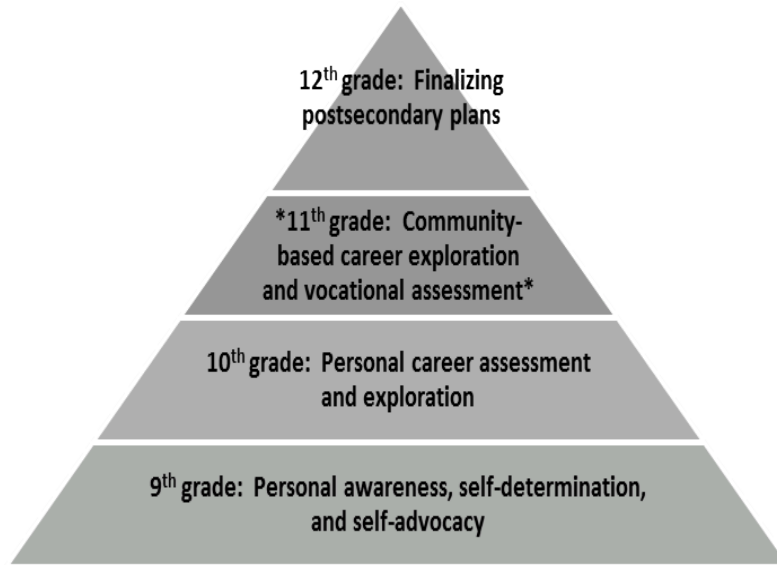 12th grade: Finalizing
postsecondary plans
*11th grade: Community-
based career exploration
and vocational assessment*
10th grade: Personal career assessment
and exploration
9th grade: Personal awareness, self-determination,
and self-advocacy